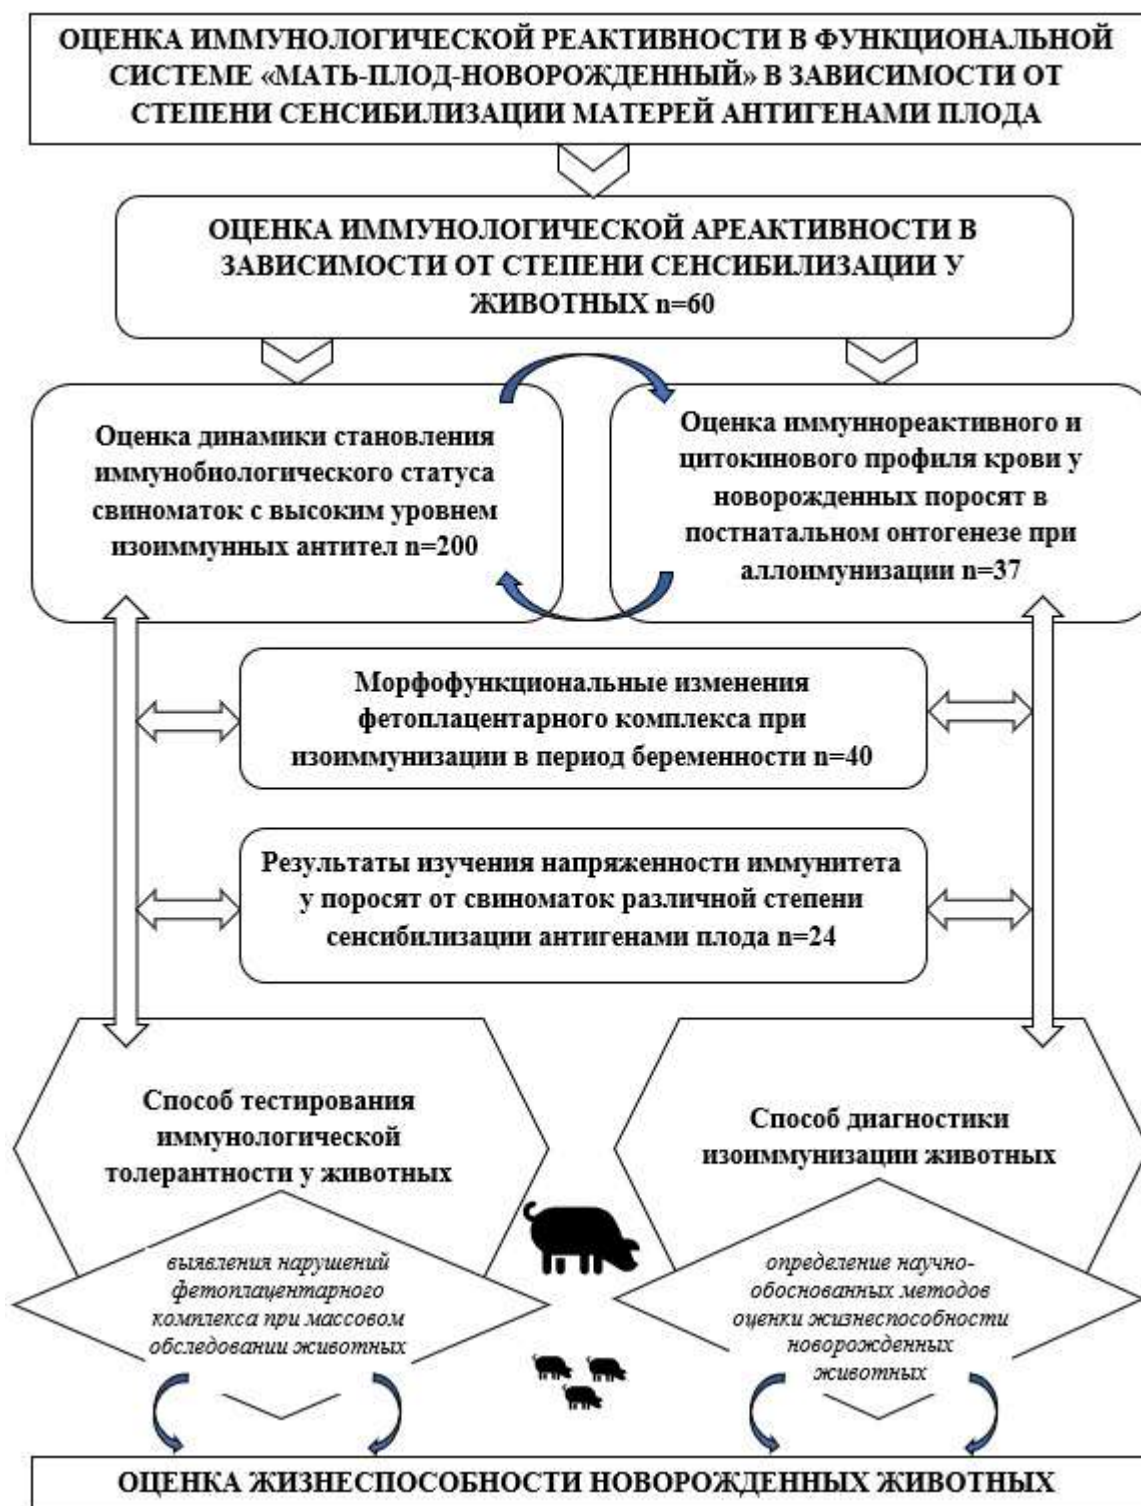 ОЦЕНКА ИММУНОЛОГИЧЕСКОЙ РЕАКТИВНОСТИ В ФУНКЦИОНАЛЬНОЙ
СИСТЕМЕ «МАТЬ-ПЛОД-НОВОРОЖДЕННЫЙ» В ЗАВИСИМОСТИ ОТ
СТЕПЕНИ СЕНСИБИЛИЗАЦИИ МАТЕРЕЙ АНТИГЕНАМИ ПЛОДА
ОЦЕНКА ИММУНОЛОГИЧЕСКОЙ АРЕАКТИВНОСТИ В
ЗАВИСИМОСТИ ОТ СТЕПЕНИ СЕНСИБИЛИЗАЦИИ У
ЖИВОТНЫХ n=60
Оценка динамики становления
иммунобиологического статуса
свиноматок с высоким уровнем
изоиммунных антител n=200
Оценка иммуннореактивного и
цитокинового профиля крови у
новорожденных поросят в
постнатальном онтогенезе при
аллоимунизации n=37
Морфофункциональные изменения
фетоплацентарного комплекса при
изоиммунизации в период беременности n=40
Результаты изучения напряженности иммунитета
у поросят от свиноматок различной степени
сенсибилизации антигенами плода n=24
Способ тестирования
иммунологической
толерантности у животных
Способ диагностики
изоиммунизации животных
выявления нарушений
фетоплацентарного
комплекса при массовом
обследовании животных
определение научно-
обоснованных методов
оценки жизнеспособности
новорожденных
животных
ОЦЕНКА ЖИЗНЕСПОСОБНОСТИ НОВОРОЖДЕННЫХ ЖИВОТНЫХ